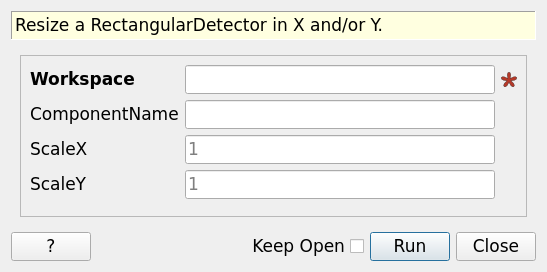 Resize a RectangularDetector in X and/or Y.
Workspace
ComponentName
ScaleX 1
ScaleY 1
? Keep Open Run Close